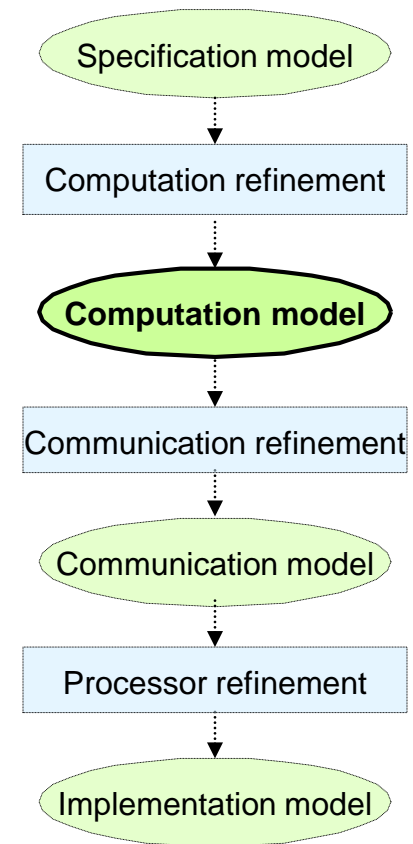 Specification model
Computation refinement
Computation model
Communication refinement
Communication model
Processor refinement
Implementation model